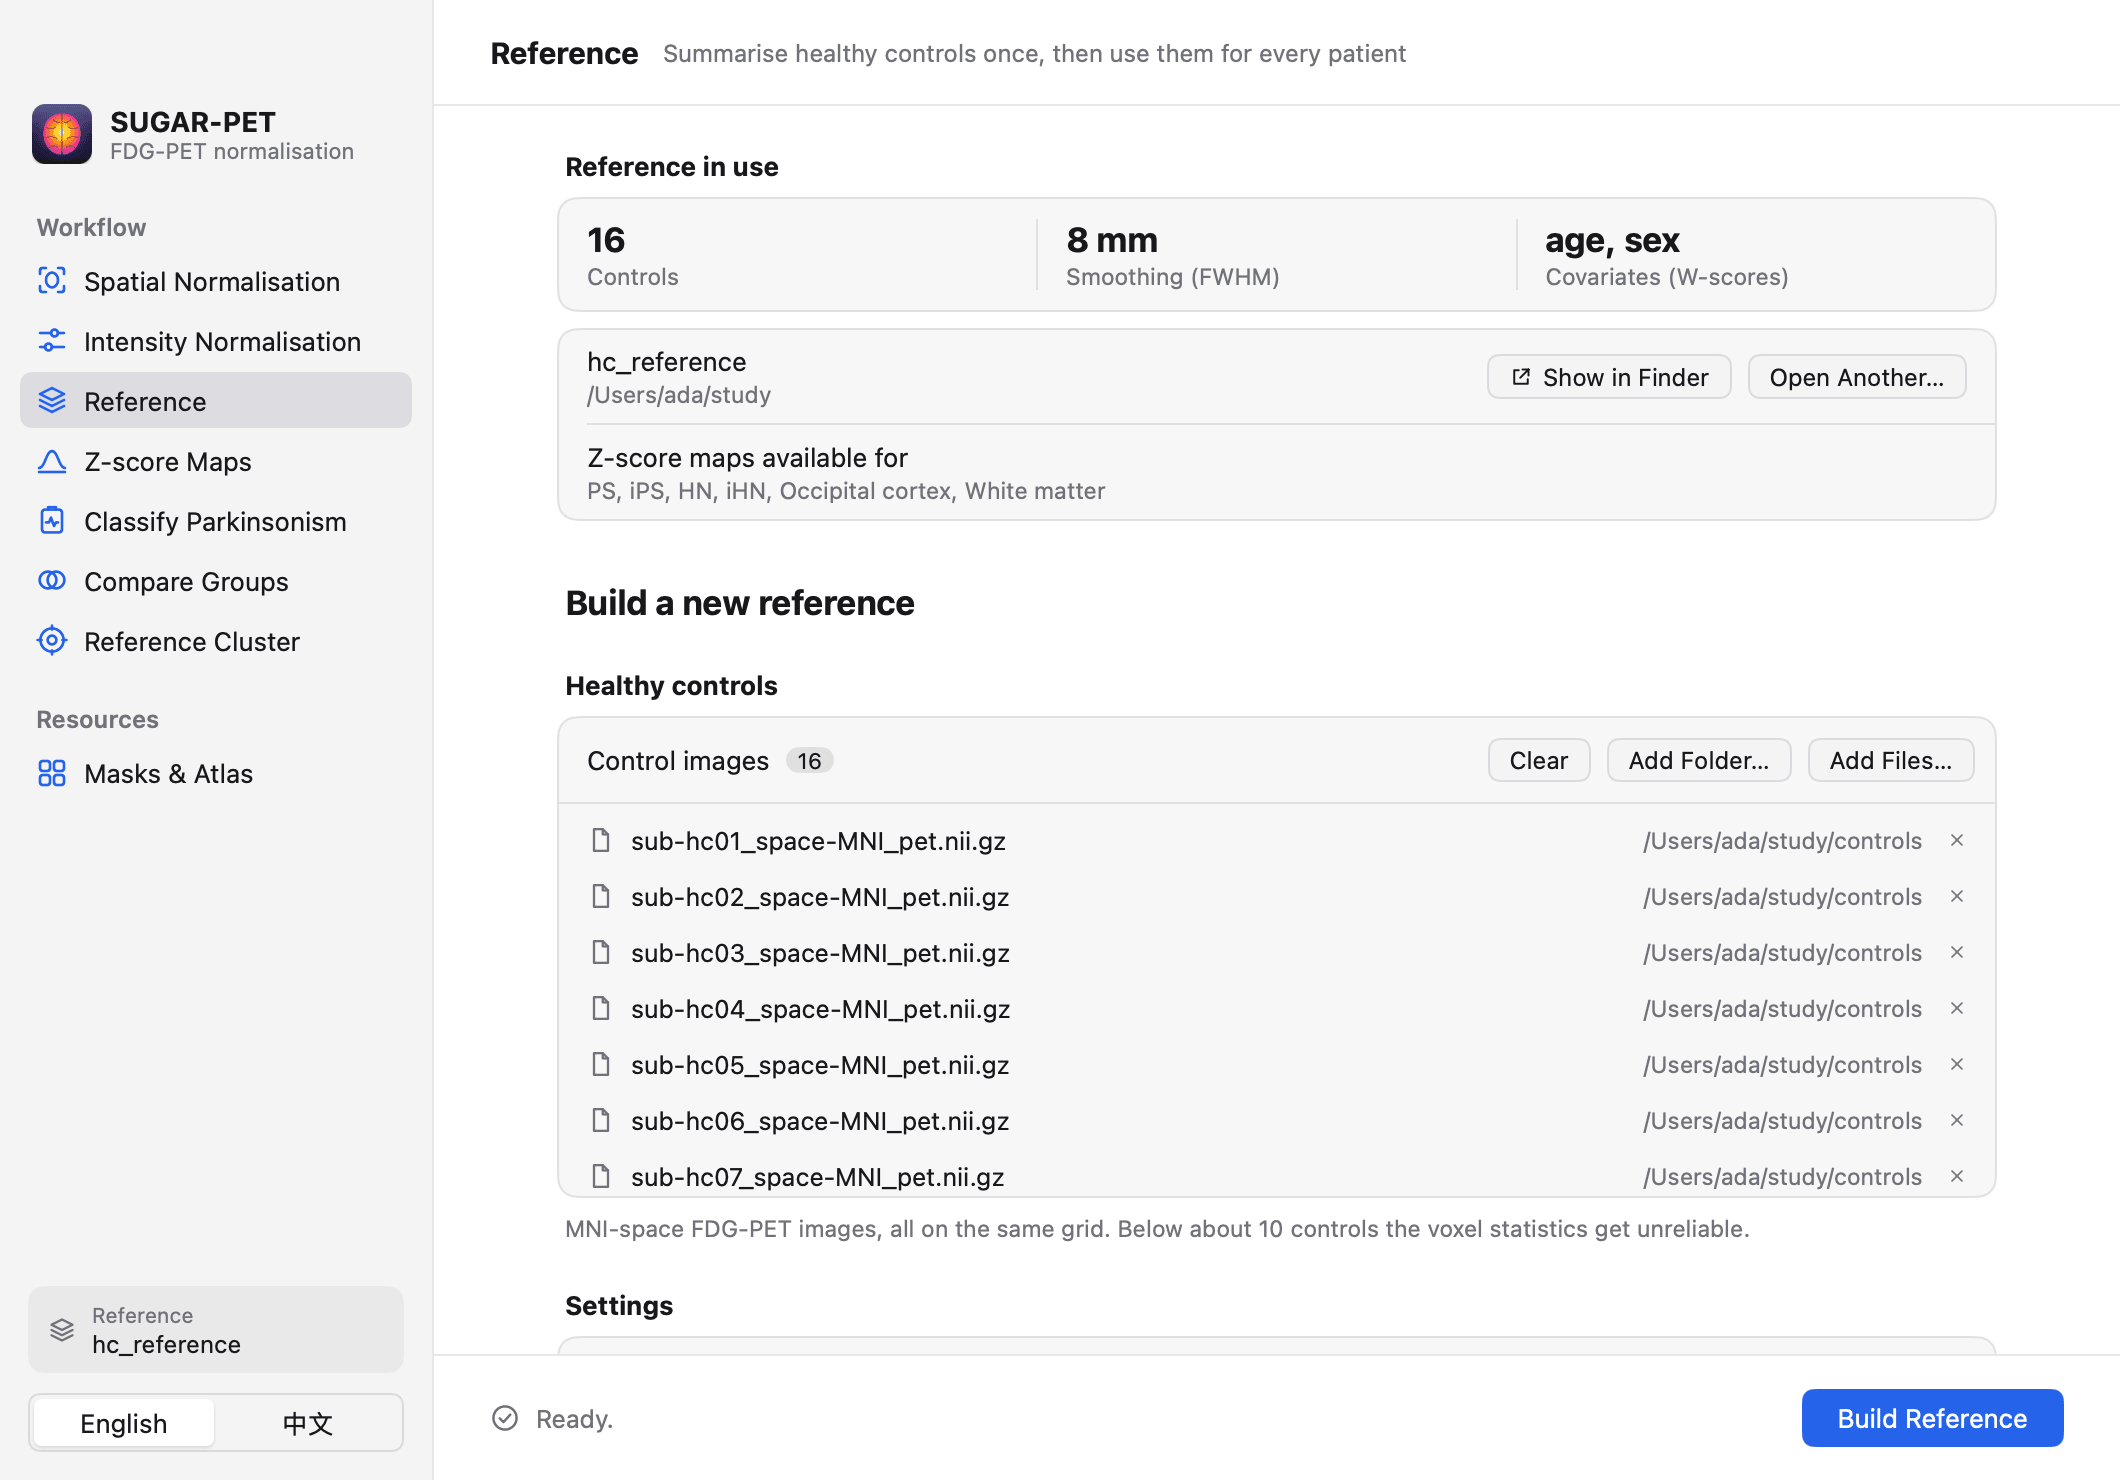 SUGAR-PET
FDG-PET normalisation
Workflow
Spatial Normalisation
Intensity Normalisation
Reference
Z-score Maps
Classify Parkinsonism
Compare Groups
Reference Cluster
Resources
Masks & Atlas
Reference
hc_reference
English 中文
Reference Summarise healthy controls once, then use them for every patient
Reference in use
16
Controls
8 mm
Smoothing (FWHM)
age, sex
Covariates (W-scores)
hc_reference
/Users/ada/study
Show in Finder Open Another...
Z-score maps available for
PS, iPS, HN, iHN, Occipital cortex, White matter
Build a new reference
Healthy controls
Control images 16 Clear Add Folder... Add Files...
sub-hc01_space-MNI_pet.nii.gz /Users/ada/study/controls ×
sub-hc02_space-MNI_pet.nii.gz /Users/ada/study/controls ×
sub-hc03_space-MNI_pet.nii.gz /Users/ada/study/controls ×
sub-hc04_space-MNI_pet.nii.gz /Users/ada/study/controls ×
sub-hc05_space-MNI_pet.nii.gz /Users/ada/study/controls ×
sub-hc06_space-MNI_pet.nii.gz /Users/ada/study/controls ×
sub-hc07_space-MNI_pet.nii.gz /Users/ada/study/controls ×
MNI-space FDG-PET images, all on the same grid. Below about 10 controls the voxel statistics get unreliable.
Settings
Ready.
Build Reference